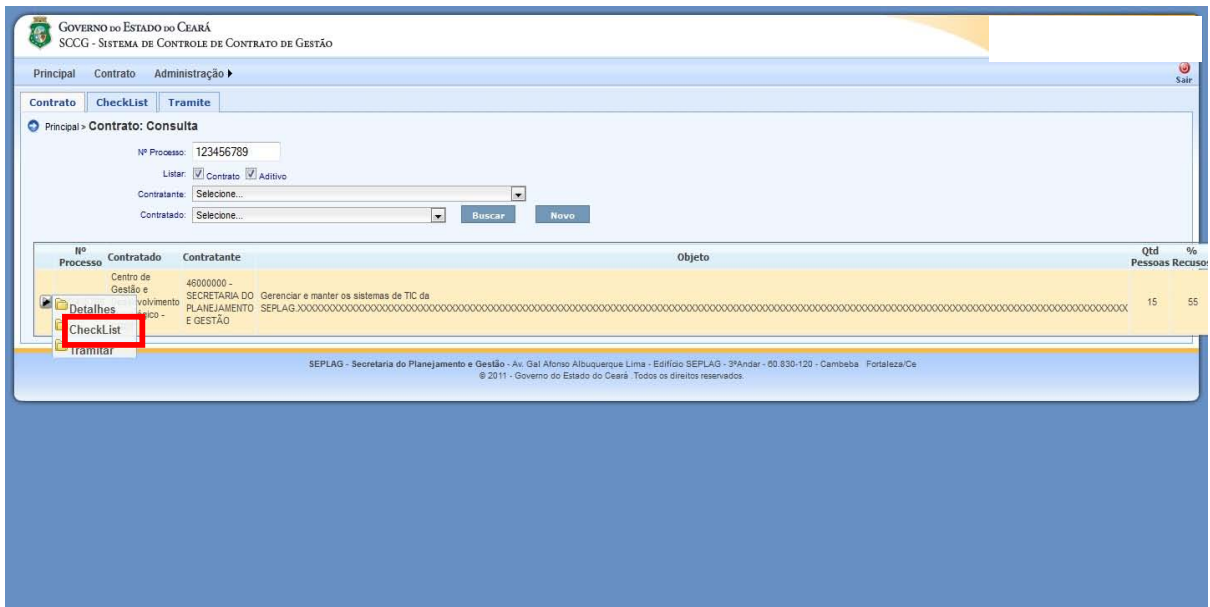 GOVERNO DO ESTADO DO CEARÁ
SCCG - SISTEMA DE CONTROLE DE CONTRATO DE GESTÃO
Principal Contrato Administração
Sair
Contrato CheckList Tramite
Principal > Contrato: Consulta
Nº Processo: 123456789
Listar: Contrato Aditivo
Contratante: Selecione...
Contratado: Selecione... Buscar Novo
Nº Processo Contratado Contratante Objeto Qtd Pessoas % Recusos
Centro de
Gestão e
46000000 -
SECRETARIA DO
PLANEJAMENTO
E GESTÃO
Gerenciar e manter os sistemas de TIC da
15 55
Detalhes
CheckList
Tramitar
SEPLAG - Secretaria do Planejamento e Gestão - Av. Gal Afonso Albuquerque Lima - Edifício SEPLAG - 3ºAndar - 60.830-120 - Cambeba Fortaleza/Ce
© 2011 - Governo do Estado do Ceará. Todos os direitos reservados.